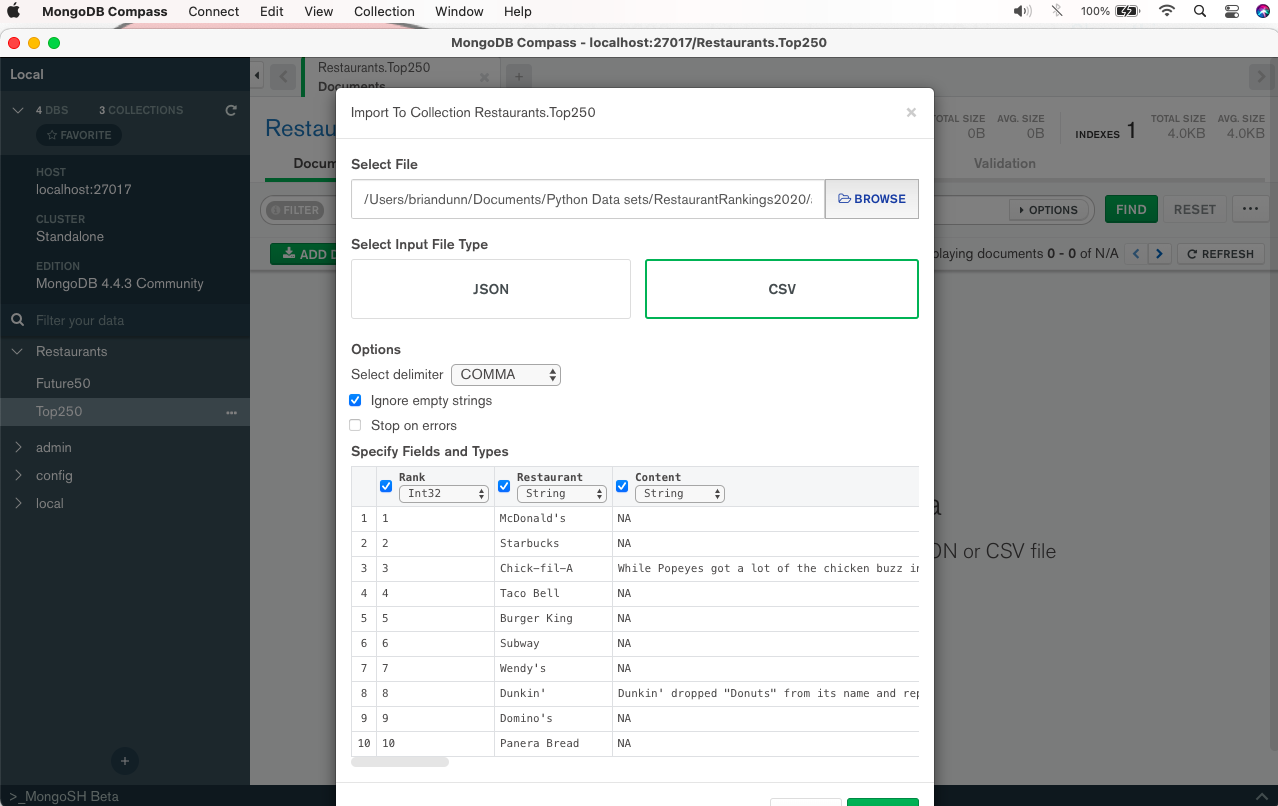 MongoDB Compass Connect Edit View Collection Window Help 100%
MongoDB Compass - localhost:27017/Restaurants.Top250
Local
4 DBS 3 COLLECTIONS
FAVORITE
HOST
localhost:27017
CLUSTER
Standalone
EDITION
MongoDB 4.4.3 Community
Filter your data
Restaurants
Future50
Top250
admin
config
local
>_MongoSH Beta
Restaurants.Top250
Documents
Restau
TOTAL SIZE AVG. SIZE
0B 0B
INDEXES 1
TOTAL SIZE AVG. SIZE
4.0KB 4.0KB
Docum
Validation
FILTER
OPTIONS
FIND
RESET
ADD D
playing documents 0 - 0 of N/A
REFRESH
ON or CSV file
Import To Collection Restaurants.Top250
Select File
/Users/briandunn/Documents/Python Data sets/RestaurantRankings2020/
BROWSE
Select Input File Type
JSON
CSV
Options
Select delimiter COMMA
Ignore empty strings
Stop on errors
Specify Fields and Types
Rank Restaurant Content
Int32 String String
1 1 McDonald's NA
2 2 Starbucks NA
3 3 Chick-fil-A While Popeyes got a lot of the chicken buzz in
4 4 Taco Bell NA
5 5 Burger King NA
6 6 Subway NA
7 7 Wendy's NA
8 8 Dunkin' Dunkin' dropped "Donuts" from its name and rep
9 9 Domino's NA
10 10 Panera Bread NA